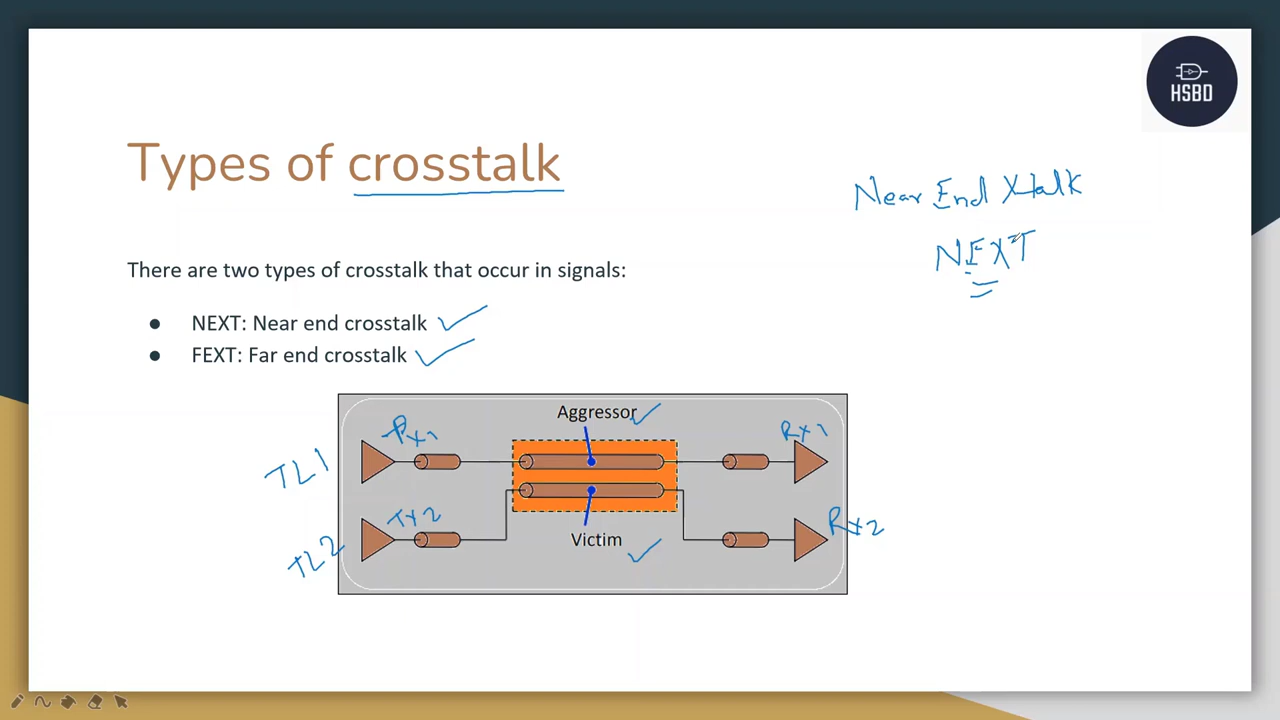 HSBD
Types of crosstalk
Near End Xtalk
NEXT
There are two types of crosstalk that occur in signals:
● NEXT: Near end crosstalk
● FEXT: Far end crosstalk
Aggressor
TL1
Rx1
TL2
Tx2
Rx2
Victim